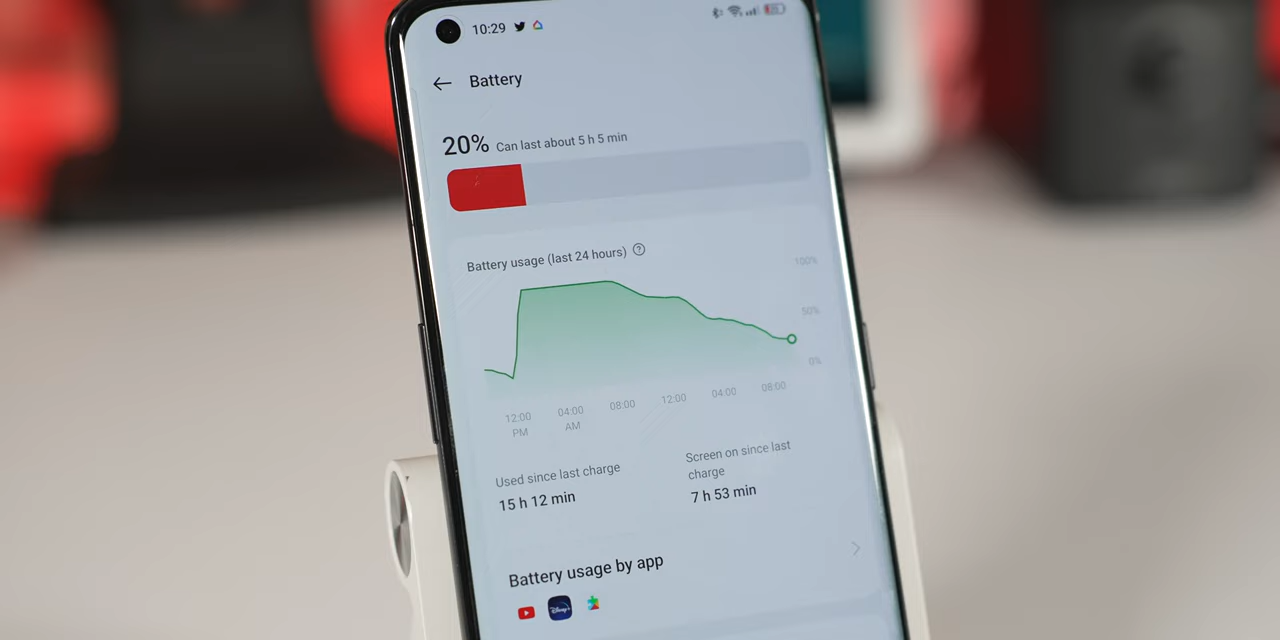 10:29
Battery
20% Can last about 5 h 5 min
Battery usage (last 24 hours) ?
100%
50%
0%
12:00 04:00 08:00 12:00 04:00 08:00
PM AM
Used since last charge
15 h 12 min
Screen on since last
charge
7 h 53 min
Battery usage by app
Disney+